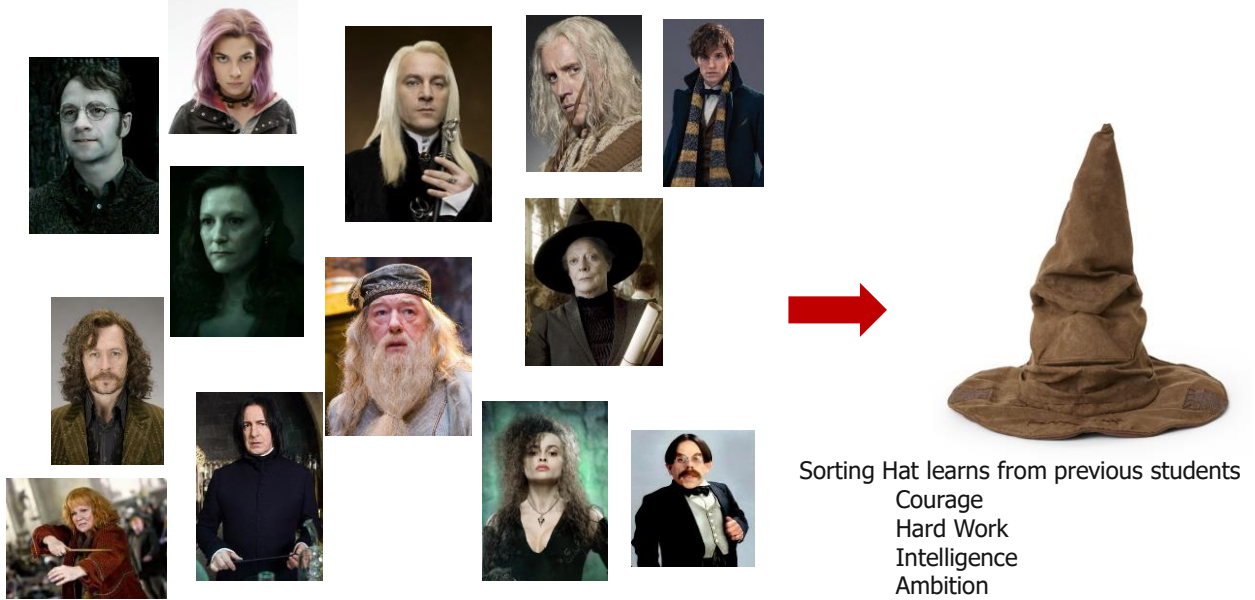 Sorting Hat learns from previous students
Courage
Hard Work
Intelligence
Ambition